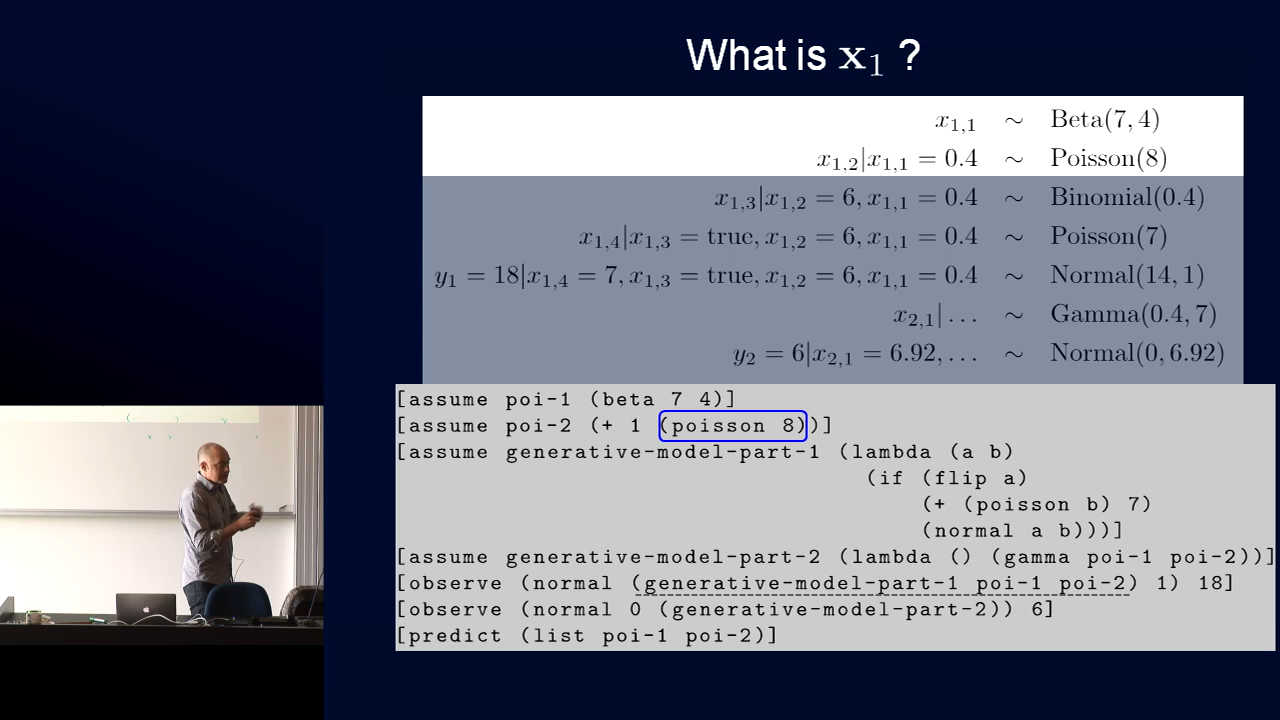 What is x₁ ?
x₁,₁ ∼ Beta(7, 4)
x₁,₂|x₁,₁ = 0.4 ∼ Poisson(8)
x₁,₃|x₁,₂ = 6, x₁,₁ = 0.4 ∼ Binomial(0.4)
x₁,₄|x₁,₃ = true, x₁,₂ = 6, x₁,₁ = 0.4 ∼ Poisson(7)
y₁ = 18|x₁,₄ = 7, x₁,₃ = true, x₁,₂ = 6, x₁,₁ = 0.4 ∼ Normal(14, 1)
x₂,₁| . . . ∼ Gamma(0.4, 7)
y₂ = 6|x₂,₁ = 6.92, . . . ∼ Normal(0, 6.92)
[assume poi-1 (beta 7 4)]
[assume poi-2 (+ 1 (poisson 8))]
[assume generative-model-part-1 (lambda (a b)
(if (flip a)
(+ (poisson b) 7)
(normal a b)))]
[assume generative-model-part-2 (lambda () (gamma poi-1 poi-2))]
[observe (normal (generative-model-part-1 poi-1 poi-2) 1) 18]
[observe (normal 0 (generative-model-part-2)) 6]
[predict (list poi-1 poi-2)]